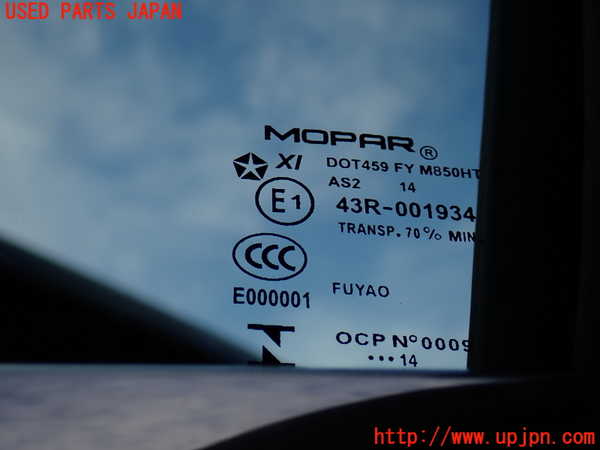 USED PARTS JAPAN
MOPAR®
XI DOT459 FY M850HT
AS2 14
E1 43R-001934
TRANSP. 70% MIN
CCC
E000001 FUYAO
OCP Nº0009
•••14
http://www.upjpn.com/